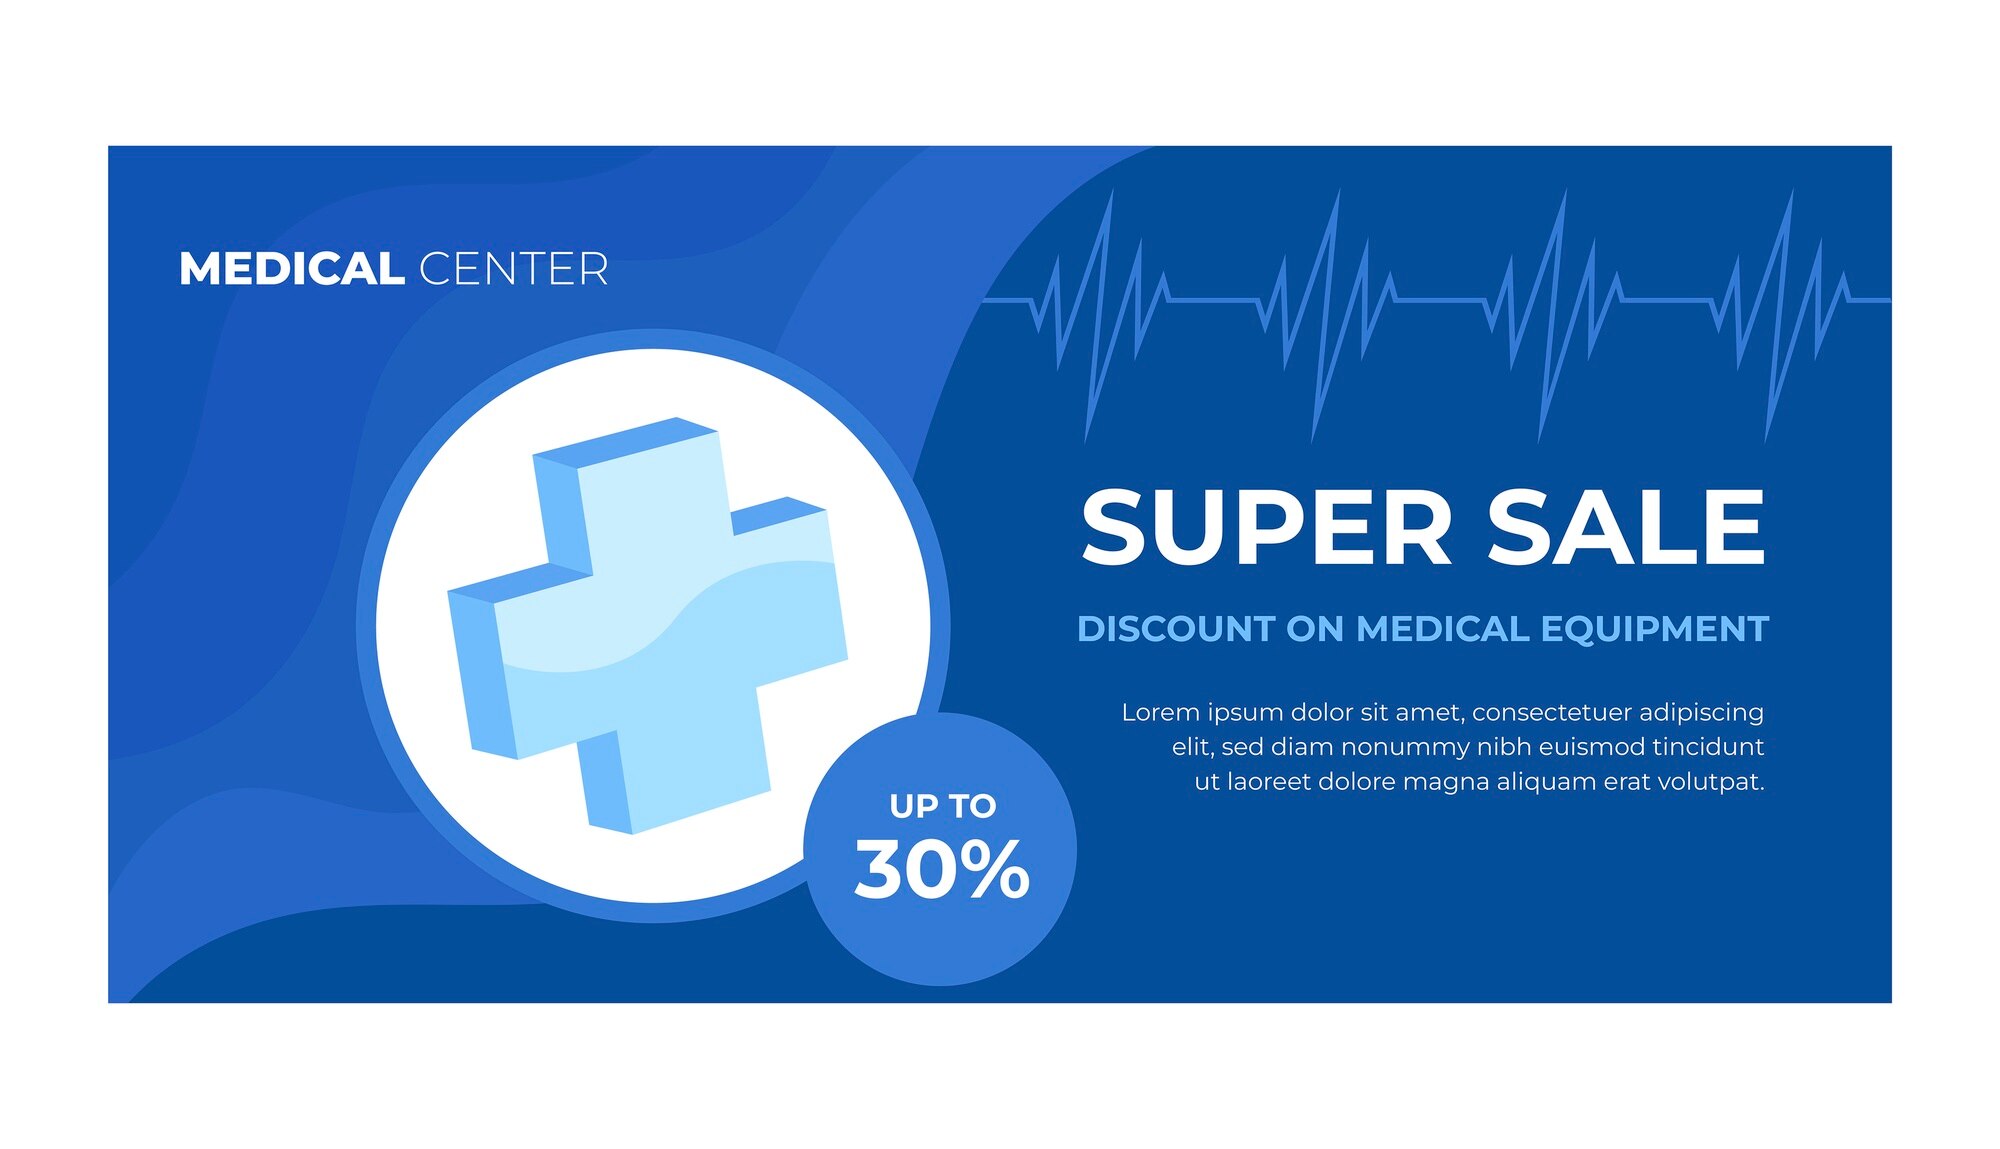 MEDICAL CENTER
SUPER SALE
DISCOUNT ON MEDICAL EQUIPMENT
Lorem ipsum dolor sit amet, consectetuer adipiscing
elit, sed diam nonummy nibh euismod tincidunt
ut laoreet dolore magna aliquam erat volutpat.
UP TO
30%